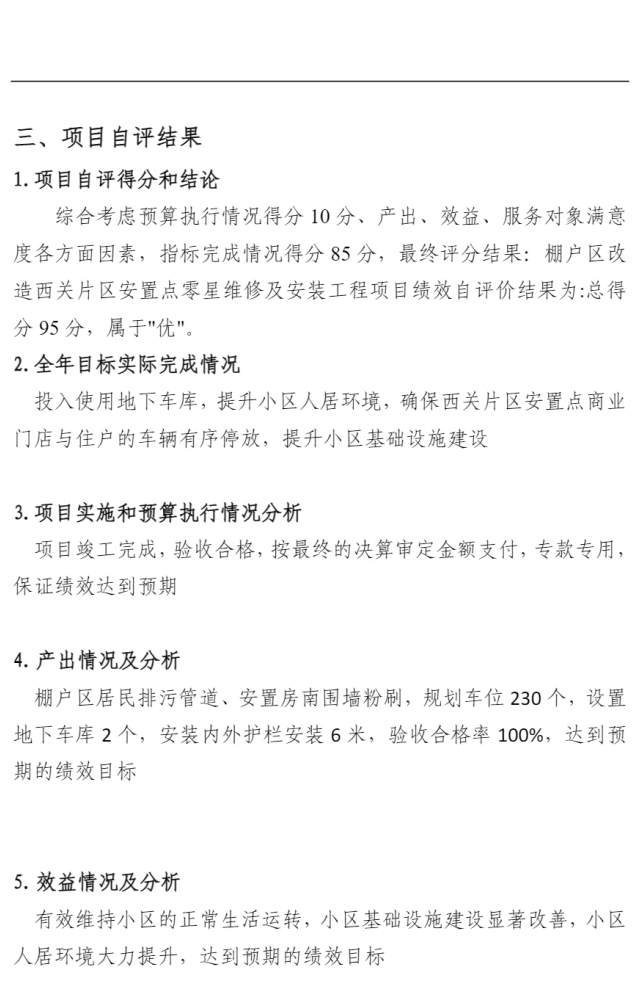 三、项目自评结果
1. 项目自评得分和结论
综合考虑预算执行情况得分 10 分、产出、效益、服务对象满意
度各方面因素，指标完成情况得分 85 分，最终评分结果：棚户区改
造西关片区安置点零星维修及安装工程项目绩效自评价结果为:总得
分 95 分，属于"优"。
2. 全年目标实际完成情况
投入使用地下车库，提升小区人居环境，确保西关片区安置点商业
门店与住户的车辆有序停放，提升小区基础设施建设
3. 项目实施和预算执行情况分析
项目竣工完成，验收合格，按最终的决算审定金额支付，专款专用，
保证绩效达到预期
4. 产出情况及分析
棚户区居民排污管道、安置房南围墙粉刷，规划车位 230 个，设置
地下车库 2 个，安装内外护栏安装 6 米，验收合格率 100%，达到预
期的绩效目标
5. 效益情况及分析
有效维持小区的正常生活运转，小区基础设施建设显著改善，小区
人居环境大力提升，达到预期的绩效目标